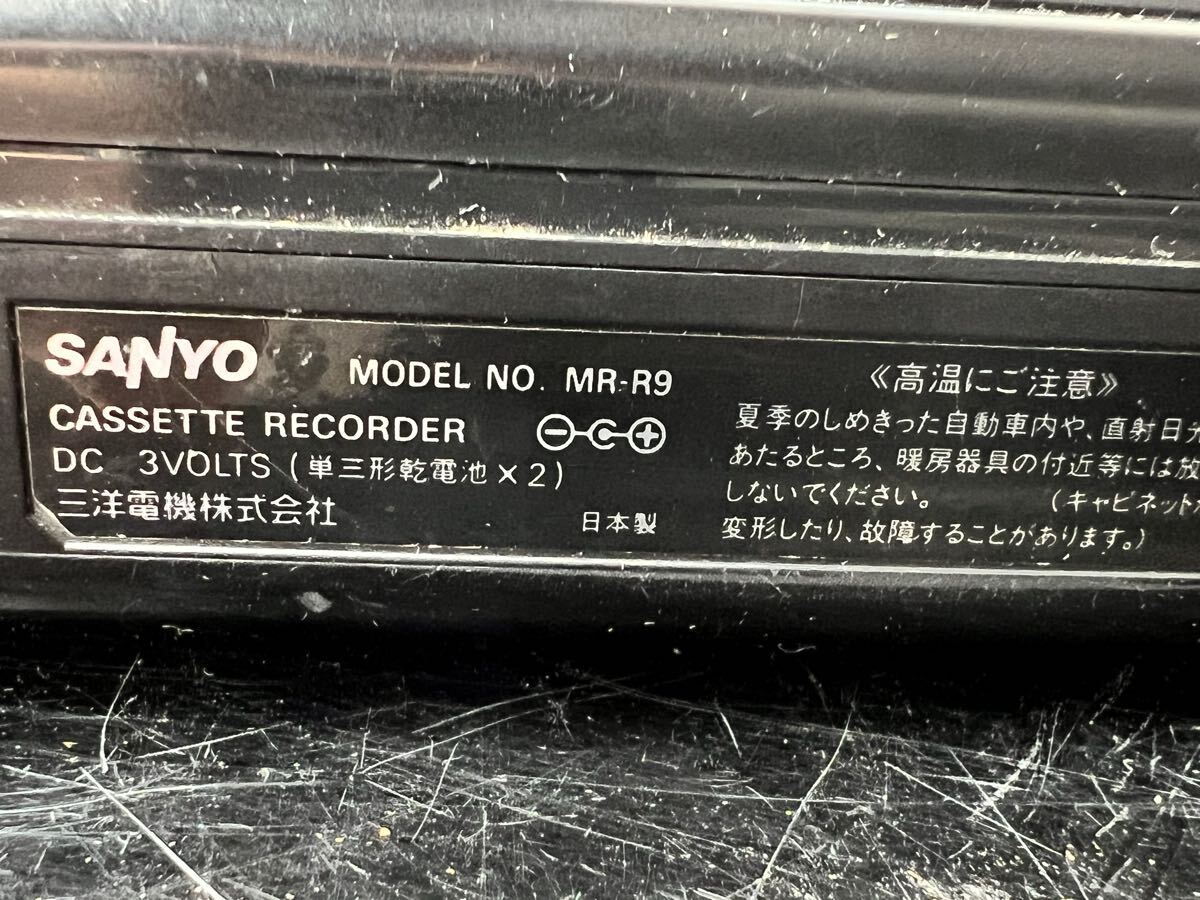 SANYO MODEL NO. MR-R9
CASSETTE RECORDER
DC 3VOLTS (単三形乾電池×2)
三洋電機株式会社 日本製
《高温にご注意》
夏季のしめきった自動車内や、直射日光
あたるところ、暖房器具の付近等には放
しないでください。 (キャビネット
変形したり、故障することがあります。)